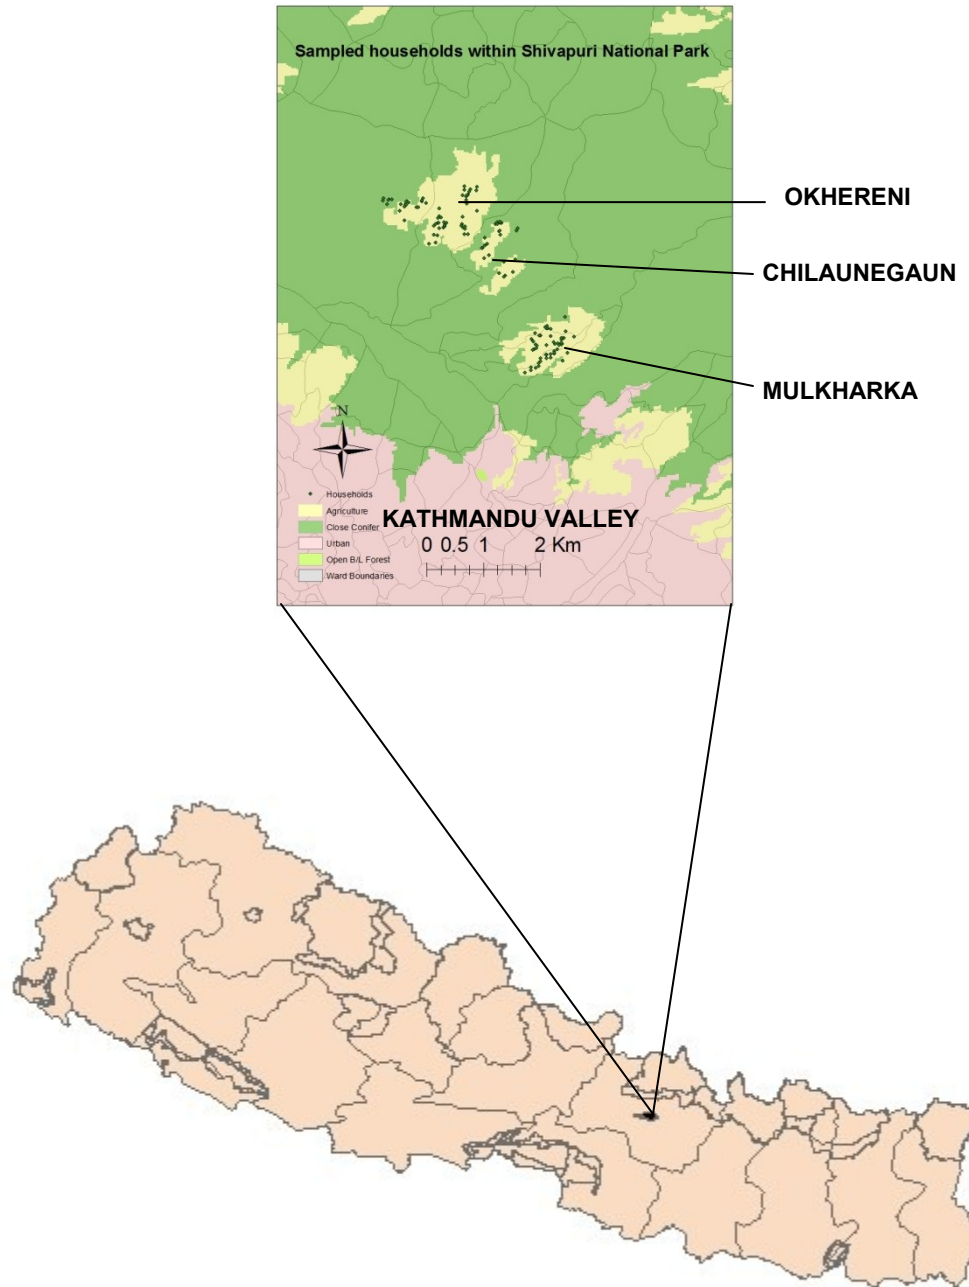 Sampled households within Shivapuri National Park
OKHERENI
CHILAUNEGAUN
MULKHARKA
N
Households
Agriculture
Close Conifer
Urban
Open B/L Forest
Ward Boundaries
KATHMANDU VALLEY
0 0.5 1 2 Km